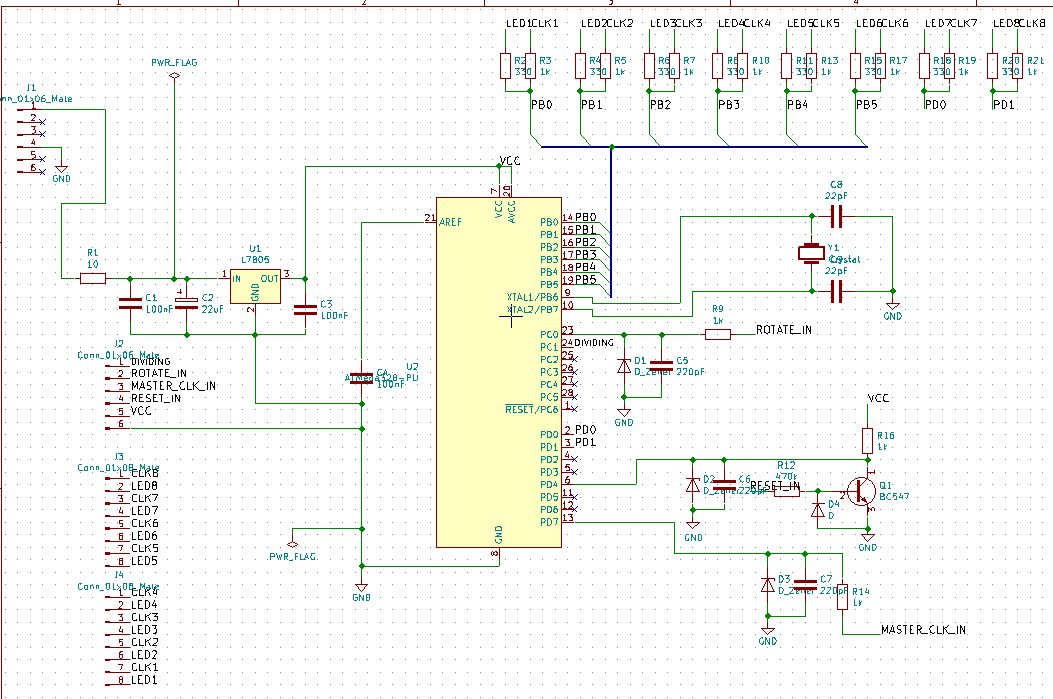 1 2 3 4
LED1 CLK1 LED2 CLK2 LED3 CLK3 LED4 CLK4 LED5 CLK5 LED6 CLK6 LED7 CLK7 LED8 CLK8
R2 R3 R4 R5 R6 R7 R8 R10 R11 R13 R15 R17 R18 R19 R20 R21
330 1k 330 1k 330 1k 330 1k 330 1k 330 1k 330 1k 330 1k
PB0 PB1 PB2 PB3 PB4 PB5 PD0 PD1
PWR_FLAG
J1
onn_01x06_Male
1
2
3
4
5
6
GND
R1
10
C1
100nF
C2
22uF
U1
L7805
1 IN OUT 3
GND
2
C3
100nF
VCC
7 20
VCC AVCC
21 AREF
PB0 14 PB0
PB1 15 PB1
PB2 16 PB2
PB3 17 PB3
PB4 18 PB4
PB5 19 PB5
XTAL1/PB6 9
XTAL2/PB7 10
PC0 23
PC1 24 DIVIDING
PC2 25
PC3 26
PC4 27
PC5 28
RESET/PC6 1
PD0 2 PD0
PD1 3 PD1
PD2 4
PD3 5
PD4 6
PD5 11
PD6 12
PD7 13
GND
8
U2
ATmega328-PU
C4
100nF
C8
22pF
Y1
Crystal
C9
22pF
GND
R9
1k
ROTATE_IN
D1
D_Zener
C5
220pF
GND
VCC
R16
1k
D2
D_Zener
C6
220pF
GND
RESET_IN
R12
470k
D4
D
1
2
3
Q1
BC547
GND
D3
D_Zener
C7
220pF
R14
1k
GND
MASTER_CLK_IN
J2
Conn_01x06_Male
1 DIVIDING
2 ROTATE_IN
3 MASTER_CLK_IN
4 RESET_IN
5 VCC
6
J3
Conn_01x08_Male
1 CLK8
2 LED8
3 CLK7
4 LED7
5 CLK6
6 LED6
7 CLK5
8 LED5
J4
Conn_01x08_Male
1 CLK4
2 LED4
3 CLK3
4 LED3
5 CLK2
6 LED2
7 CLK1
8 LED1
PWR_FLAG
GND